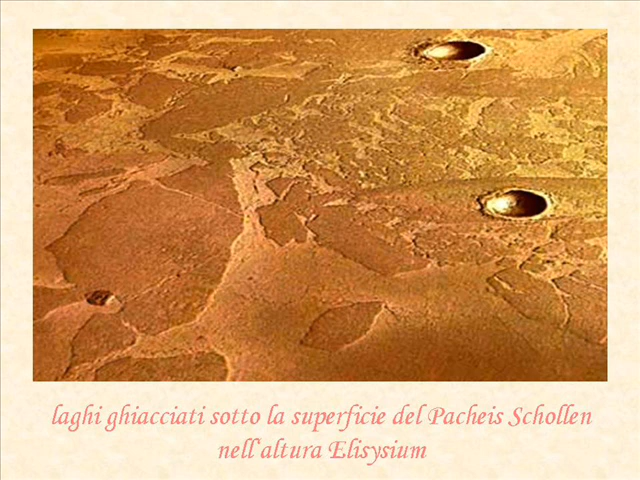 laghi ghiacciati sotto la superficie del Pacheis Schollen
nell`altura Elisysium